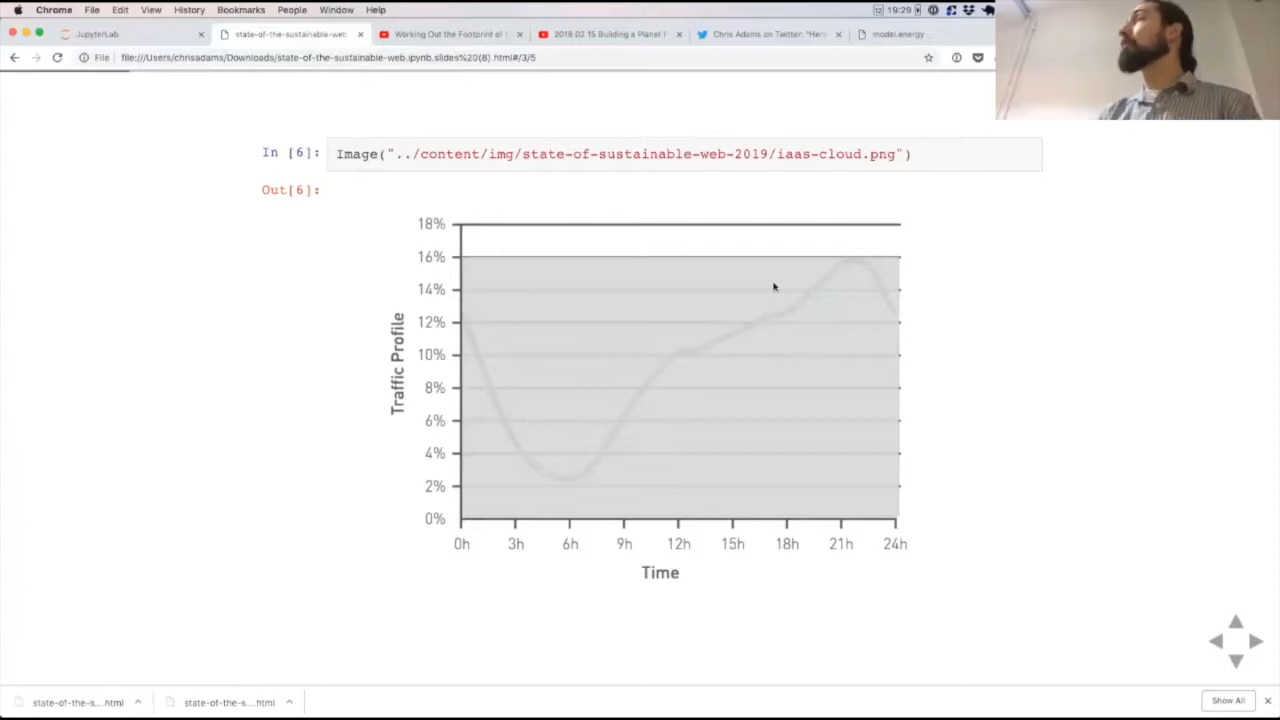 Chrome File Edit View History Bookmarks People Window Help 12 19:29
JupyterLab × state-of-the-sustainable-web × Working Out the Footprint of × 2018 02 15 Building a Planet F × Chris Adams on Twitter: "Hen × model.energy
File file:///Users/chrisadams/Downloads/state-of-the-sustainable-web.ipynb.slides%20(8).html#/3/5
In [6]: Image("../content/img/state-of-sustainable-web-2019/iaas-cloud.png")
Out[6]:
18%
16%
14%
12%
10%
8%
6%
4%
2%
0%
Traffic Profile
0h 3h 6h 9h 12h 15h 18h 21h 24h
Time
state-of-the-s....html state-of-the-s....html Show All ×